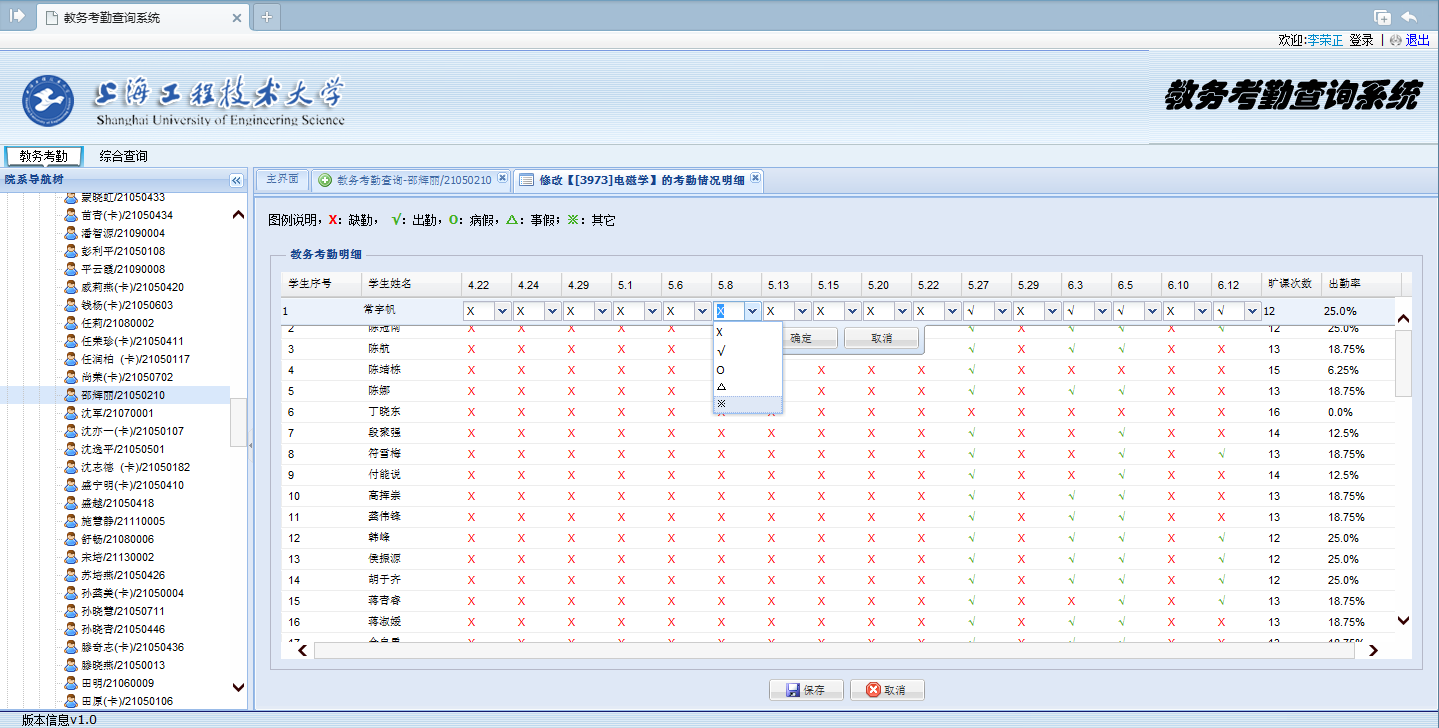 教务考勤查询系统
欢迎:李荣正 登录 | 退出
上海工程技术大学
Shanghai University of Engineering Science
教务考勤查询系统
教务考勤 综合查询
院系导航树
主界面 教务考勤查询-邵辉丽/21050210 修改【[3973]电磁学】的考勤情况明细
蒙晓虹/21050433
苗青(卡)/21050434
潘智源/21090004
彭利平/21050108
平云霞/21090008
戚莉燕(卡)/21050420
钱杨(卡)/21050603
任莉/21080002
任荣珍(卡)/21050411
任润柏 (卡)/21050117
尚荣(卡)/21050702
邵辉丽/21050210
沈军/21070001
沈亦一(卡)/21050107
沈逸平/21050501
沈志德 (卡)/21050182
盛宁明(卡)/21050410
盛越/21050418
施慧静/21110005
舒畅/21080006
宋培/21130002
苏培燕/21050426
孙龚美(卡)/21050004
孙晓慧/21050711
孙晓青/21050446
滕奇志(卡)/21050436
滕晓燕/21050013
田明/21060009
田原(卡)/21050106
图例说明，X：缺勤， √：出勤，O：病假，△：事假；※：其它
教务考勤明细
学生序号 学生姓名 4.22 4.24 4.29 5.1 5.6 5.8 5.13 5.15 5.20 5.22 5.27 5.29 6.3 6.5 6.10 6.12 旷课次数 出勤率
1 常宇帆 X X X X X X X X X X √ X √ √ X √ 12 25.0%
2 陈冠南 12 25.0%
X
√
O
△
※
确定 取消
3 陈航 X X X X X √ X √ √ X X 13 18.75%
4 陈靖栋 X X X X X X X X X X X √ X X 15 6.25%
5 陈娜 X X X X X X X X √ X √ √ X X 13 18.75%
6 丁晓东 X X X X X X X X X X X X X X 16 0.0%
7 段聚强 X X X X X X X X X X √ X X √ X X 14 12.5%
8 符雪梅 X X X X X X X X X X √ X X √ X √ 13 18.75%
9 付能说 X X X X X X X X X X √ X X √ X X 14 12.5%
10 高挥崇 X X X X X X X X X X √ X √ √ X X 13 18.75%
11 龚伟锋 X X X X X X X X X X √ X √ √ X X 13 18.75%
12 韩峰 X X X X X X X X X X √ X √ √ X √ 12 25.0%
13 侯振源 X X X X X X X X X X √ X √ √ X √ 12 25.0%
14 胡于齐 X X X X X X X X X X √ X √ √ X √ 12 25.0%
15 蒋青睿 X X X X X X X X X X √ X X √ X √ 13 18.75%
16 蒋淑媛 X X X X X X X X X X √ X √ √ X X 13 18.75%
保存 取消
版本信息v1.0